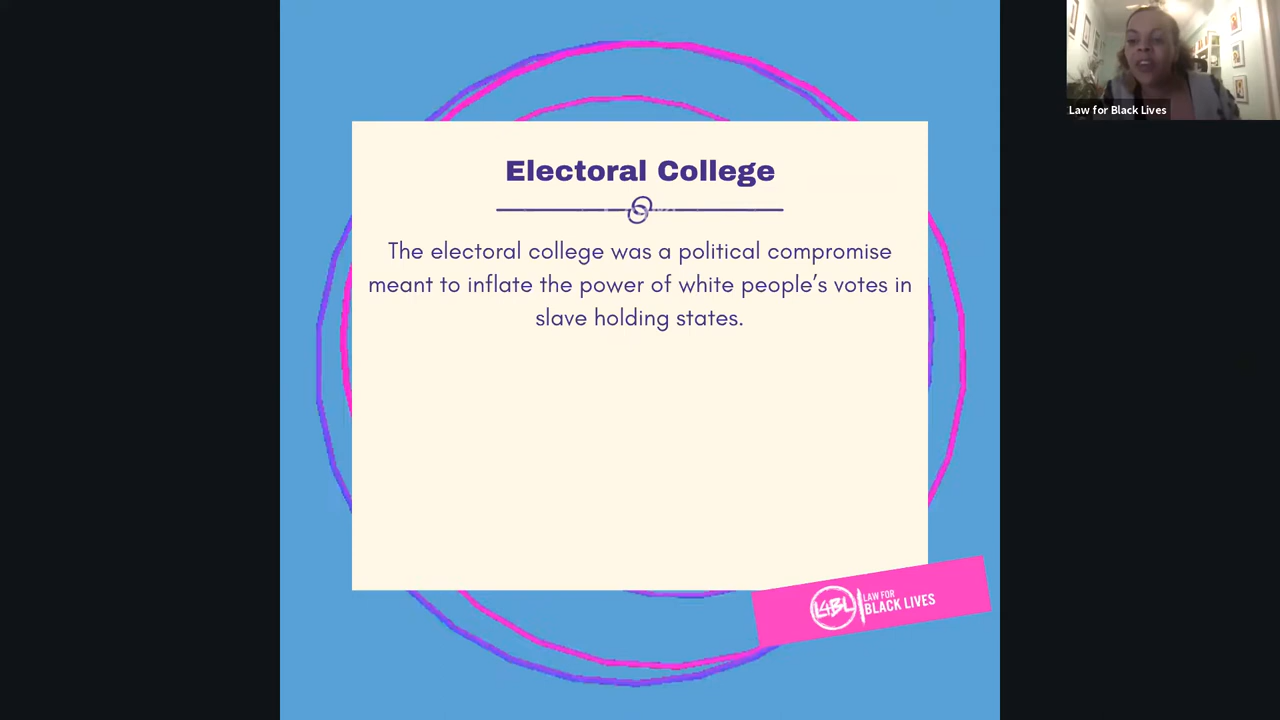 Law for Black Lives
Electoral College
The electoral college was a political compromise
meant to inflate the power of white people’s votes in
slave holding states.
L4BL
LAW FOR
BLACK LIVES